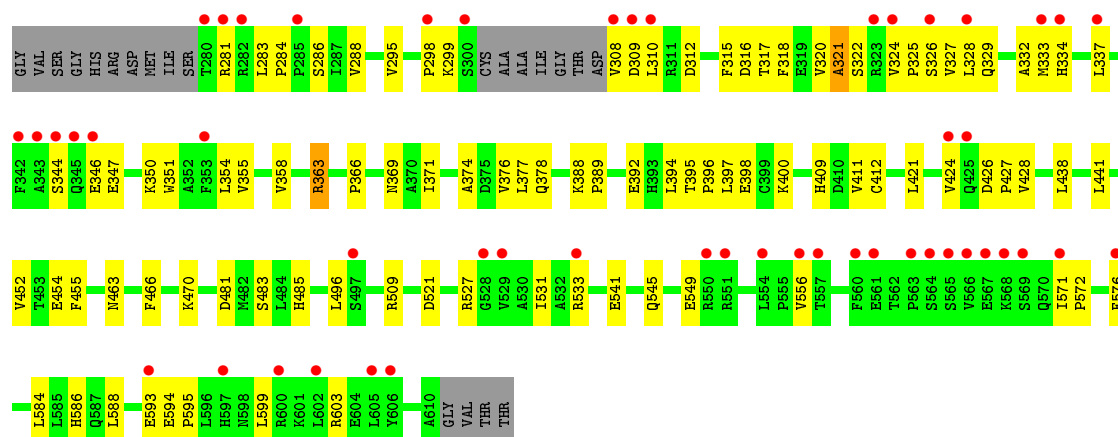 GLY VAL SER GLY HIS ARG ASP MET ILE SER T280 R281 R282 L283 P284 P285 S286 I287 V288 V295 P298 K299 S300 CYS ALA ALA ILE GLY THR ASP V308 D309 L310 R311 D312 F315 D316 T317 F318 E319 V320 A321 S322 R323 V324 P325 S326 V327 L328 Q329 A332 M333 H334 L337
F342 A343 S344 Q345 E346 E347 K350 W351 A352 F353 L354 V355 V358 R363 P366 N369 A370 I371 A374 D375 V376 L377 Q378 K388 P389 E392 H393 L394 T395 P396 L397 E398 C399 K400 H409 D410 V411 C412 L421 V424 Q425 D426 P427 V428 L438 L441
V452 T453 E454 F455 N463 F466 K470 D481 M482 S483 L484 H485 L496 S497 R509 D521 R527 G528 V529 A530 I531 A532 R533 E541 Q545 E549 R550 R551 L554 P555 V556 T557 F560 E561 T562 P563 S564 S565 V566 E567 K568 S569 Q570 I571 P572 E576
L584 L585 H586 Q587 L588 E593 E594 P595 L596 H597 N598 L599 R600 K601 L602 R603 E604 L605 Y606 A610 GLY VAL THR THR